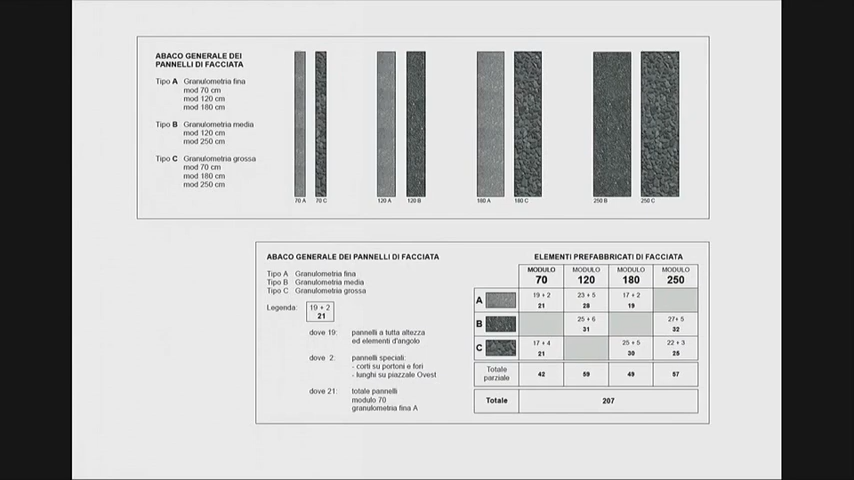 ABACO GENERALE DEI
PANNELLI DI FACCIATA
Tipo A Granulometria fina
mod 70 cm
mod 120 cm
mod 180 cm
Tipo B Granulometria media
mod 120 cm
mod 250 cm
Tipo C Granulometria grossa
mod 70 cm
mod 180 cm
mod 250 cm
70 A 70 C 120 A 120 B 180 A 180 C 250 B 250 C
ABACO GENERALE DEI PANNELLI DI FACCIATA
Tipo A Granulometria fina
Tipo B Granulometria media
Tipo C Granulometria grossa
Legenda: 19 + 2
21
dove 19: pannelli a tutta altezza
ed elementi d'angolo
dove 2: pannelli speciali:
- corti su portoni e fori
- lunghi su piazzale Ovest
dove 21: totale pannelli
modulo 70
granulometria fina A
ELEMENTI PREFABBRICATI DI FACCIATA
MODULO MODULO MODULO MODULO
70 120 180 250
A 19 + 2 23 + 5 17 + 2
21 28 19
B 25 + 6 27+ 5
31 32
C 17 + 4 25 + 5 22 + 3
21 30 25
Totale
parziale 42 59 49 57
Totale 207